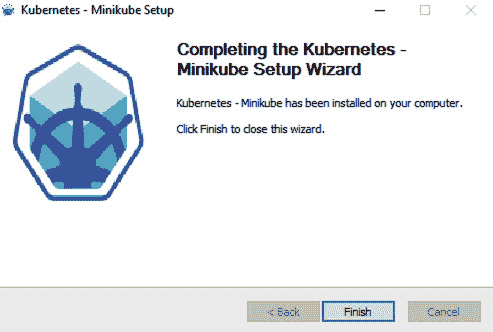 Kubernetes - Minikube Setup
Completing the Kubernetes -
Minikube Setup Wizard
Kubernetes - Minikube has been installed on your computer.
Click Finish to close this wizard.
< Back
Finish
Cancel